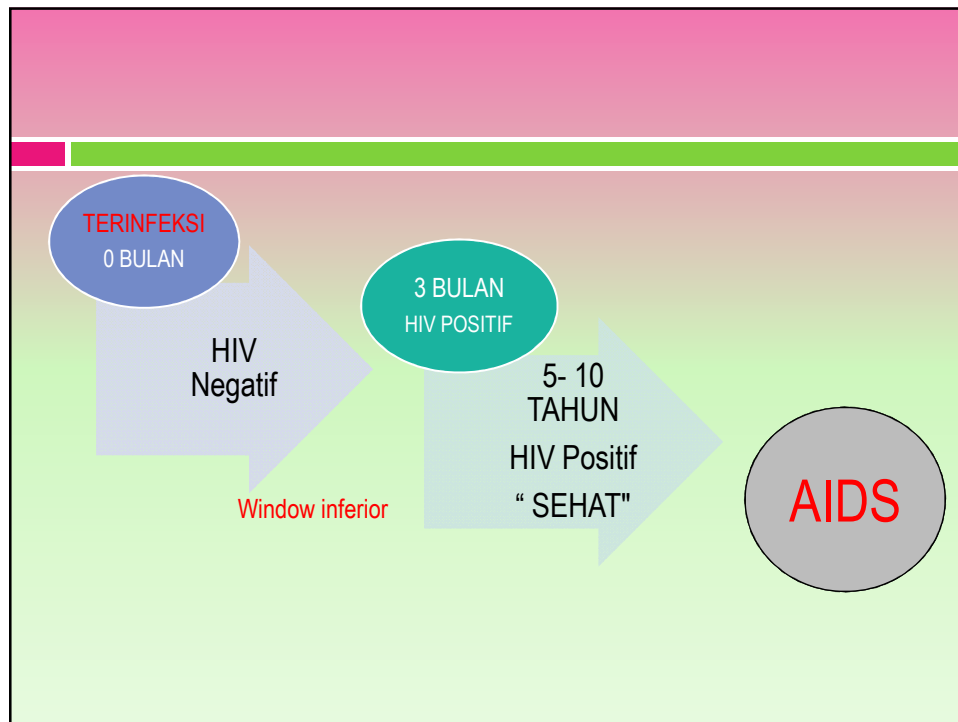 TERINFEKSI
0 BULAN
HIV
Negatif
Window inferior
3 BULAN
HIV POSITIF
5- 10
TAHUN
HIV Positif
“ SEHAT"
AIDS